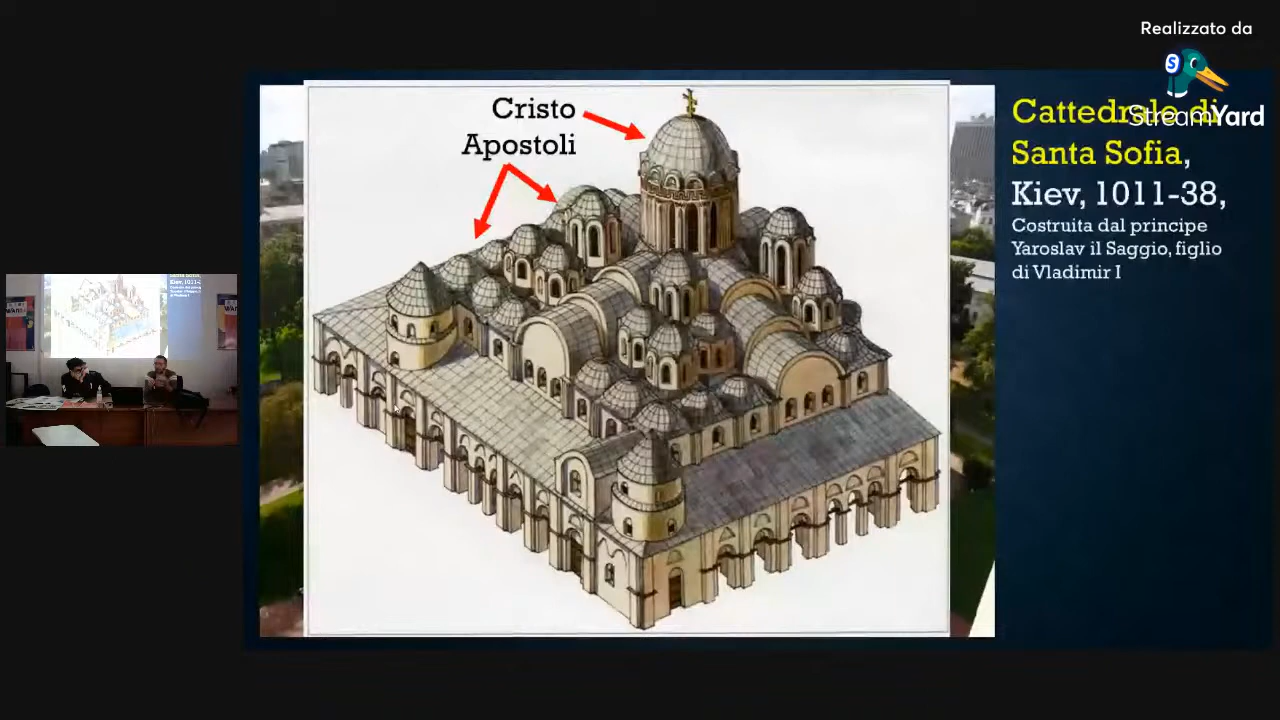 Realizzato da
StreamYard
Cristo
Apostoli
Cattedrale di
Santa Sofia,
Kiev, 1011-38,
Costruita dal principe
Yaroslav il Saggio, figlio
di Vladimir I